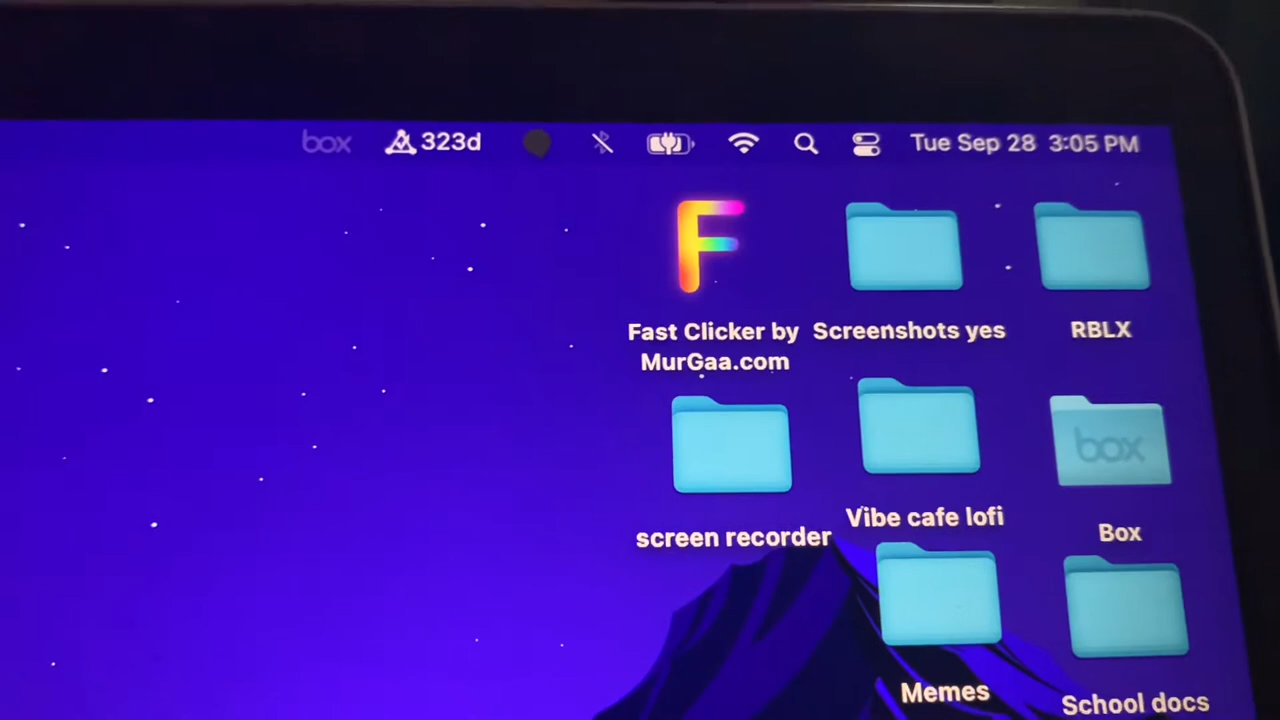 box 323d Tue Sep 28 3:05 PM
F
Fast Clicker by
MurGaa.com
Screenshots yes
RBLX
screen recorder
Vibe cafe lofi
box
Box
Memes
School docs